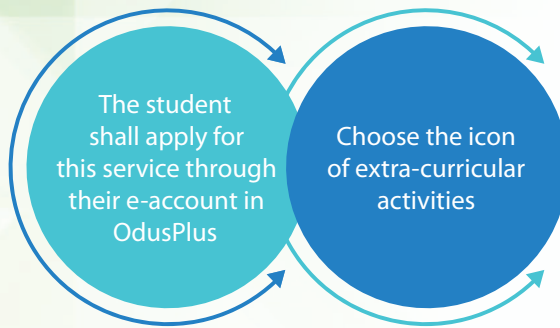 The student
shall apply for
this service through
their e-account in
OdusPlus
Choose the icon
of extra-curricular
activities